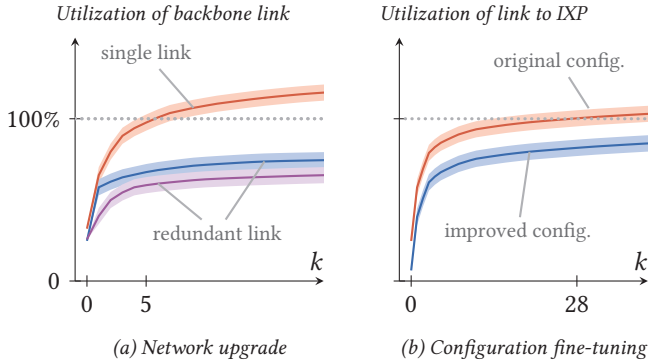 Utilization of backbone link
single link
100%
redundant link
0
k
0
5
(a) Network upgrade
Utilization of link to IXP
original config.
improved config.
k
0
28
(b) Configuration fine-tuning